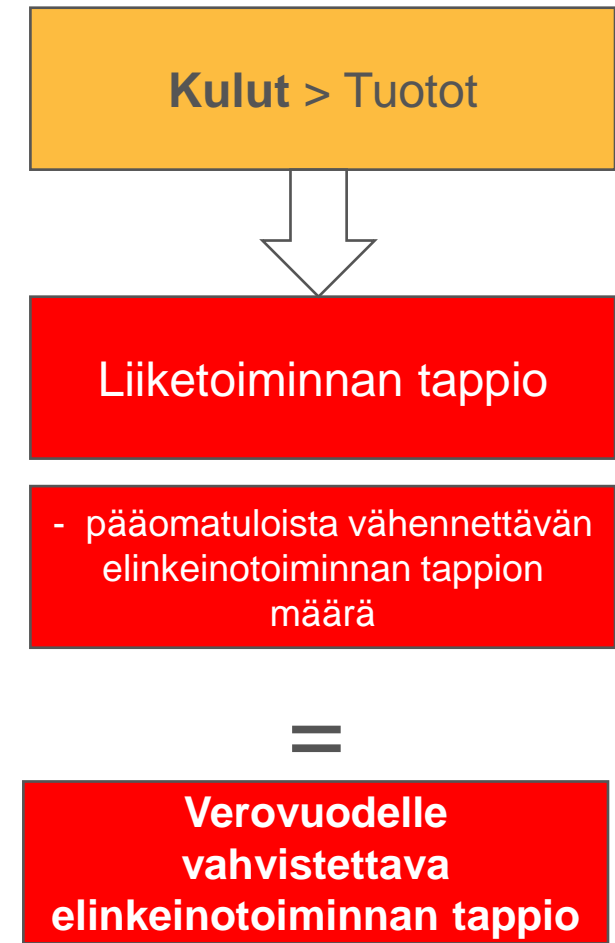 Kulut > Tuotot
Liiketoiminnan tappio
- pääomatuloista vähennettävän
elinkeinotoiminnan tappion
määrä
=
Verovuodelle
vahvistettava
elinkeinotoiminnan tappio